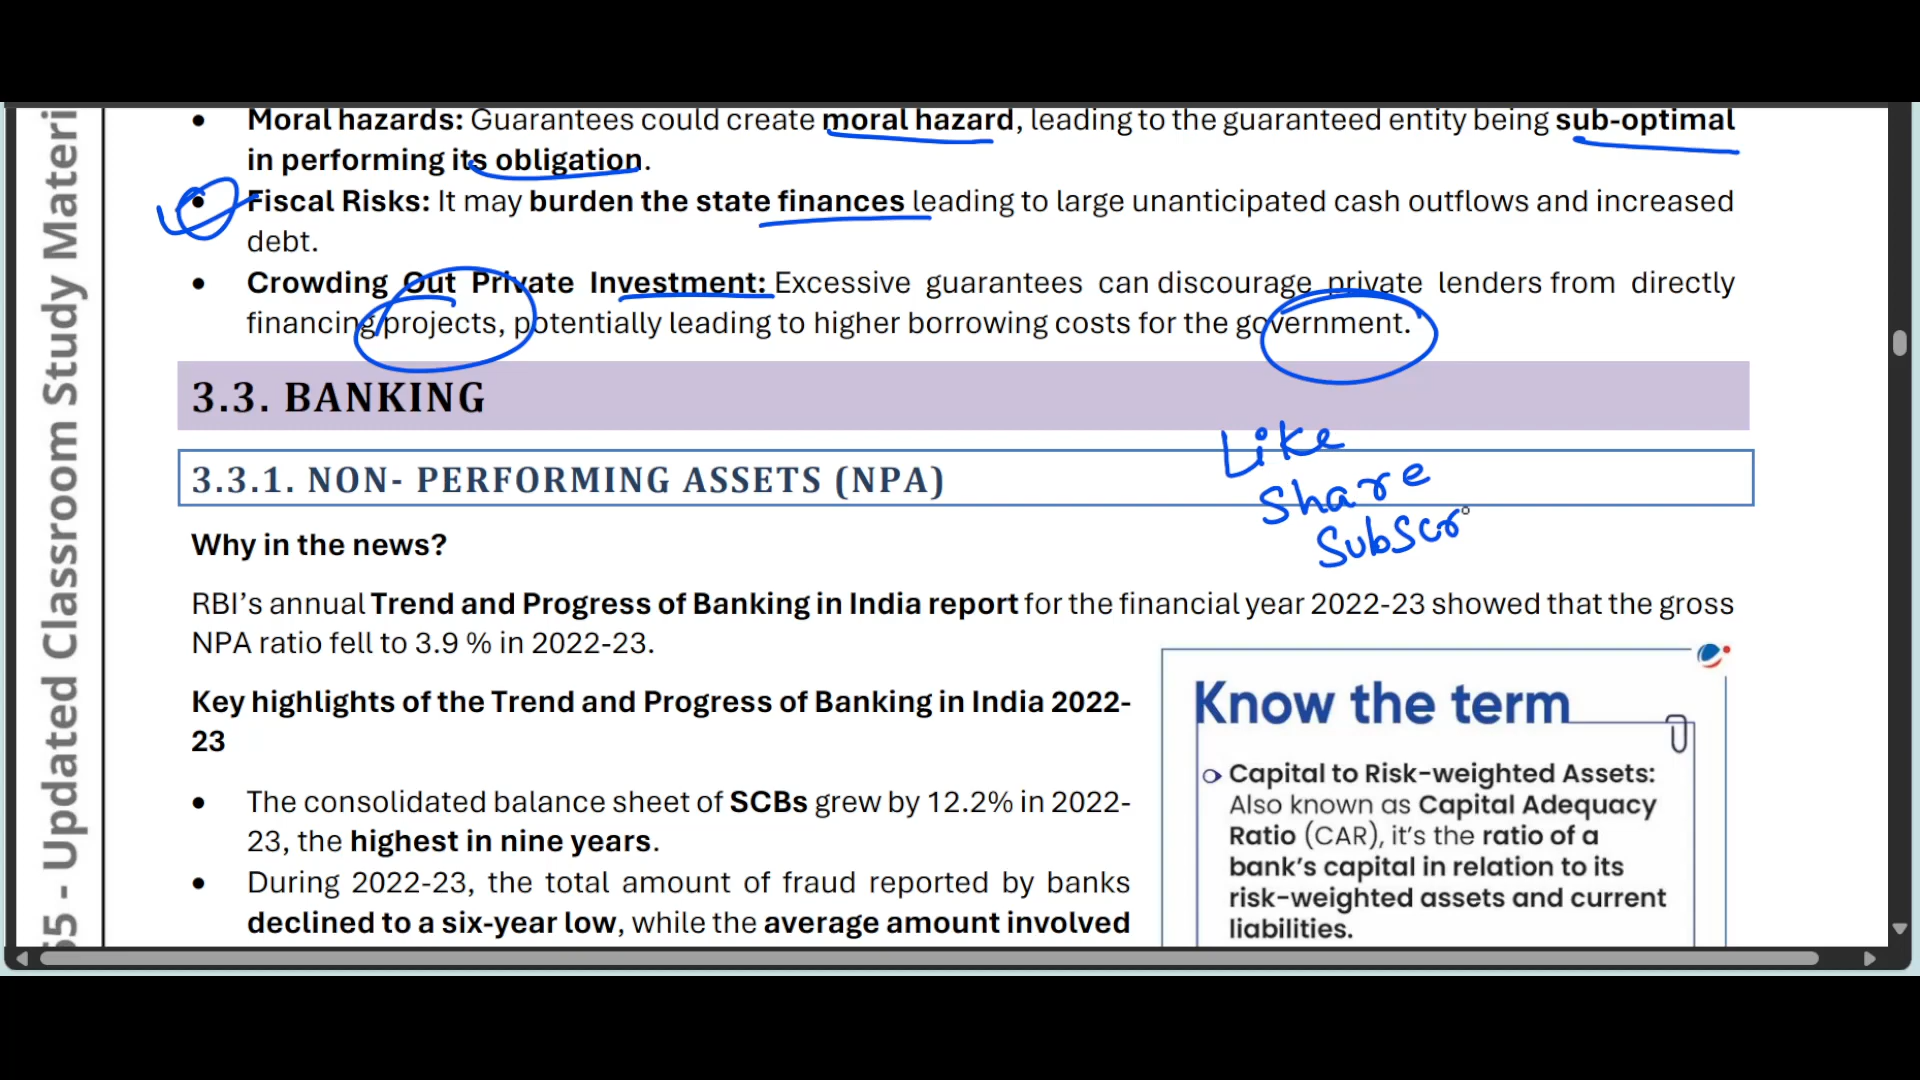 • Moral hazards: Guarantees could create moral hazard, leading to the guaranteed entity being sub-optimal
in performing its obligation.
• Fiscal Risks: It may burden the state finances leading to large unanticipated cash outflows and increased
debt.
• Crowding Out Private Investment: Excessive guarantees can discourage private lenders from directly
financing projects, potentially leading to higher borrowing costs for the government.
3.3. BANKING
Like
3.3.1. NON- PERFORMING ASSETS (NPA)
Share
Subscr
Why in the news?
RBI’s annual Trend and Progress of Banking in India report for the financial year 2022-23 showed that the gross
NPA ratio fell to 3.9 % in 2022-23.
Key highlights of the Trend and Progress of Banking in India 2022-
23
• The consolidated balance sheet of SCBs grew by 12.2% in 2022-
23, the highest in nine years.
• During 2022-23, the total amount of fraud reported by banks
declined to a six-year low, while the average amount involved
Know the term
Capital to Risk-weighted Assets:
Also known as Capital Adequacy
Ratio (CAR), it’s the ratio of a
bank’s capital in relation to its
risk-weighted assets and current
liabilities.
55 - Updated Classroom Study Materi